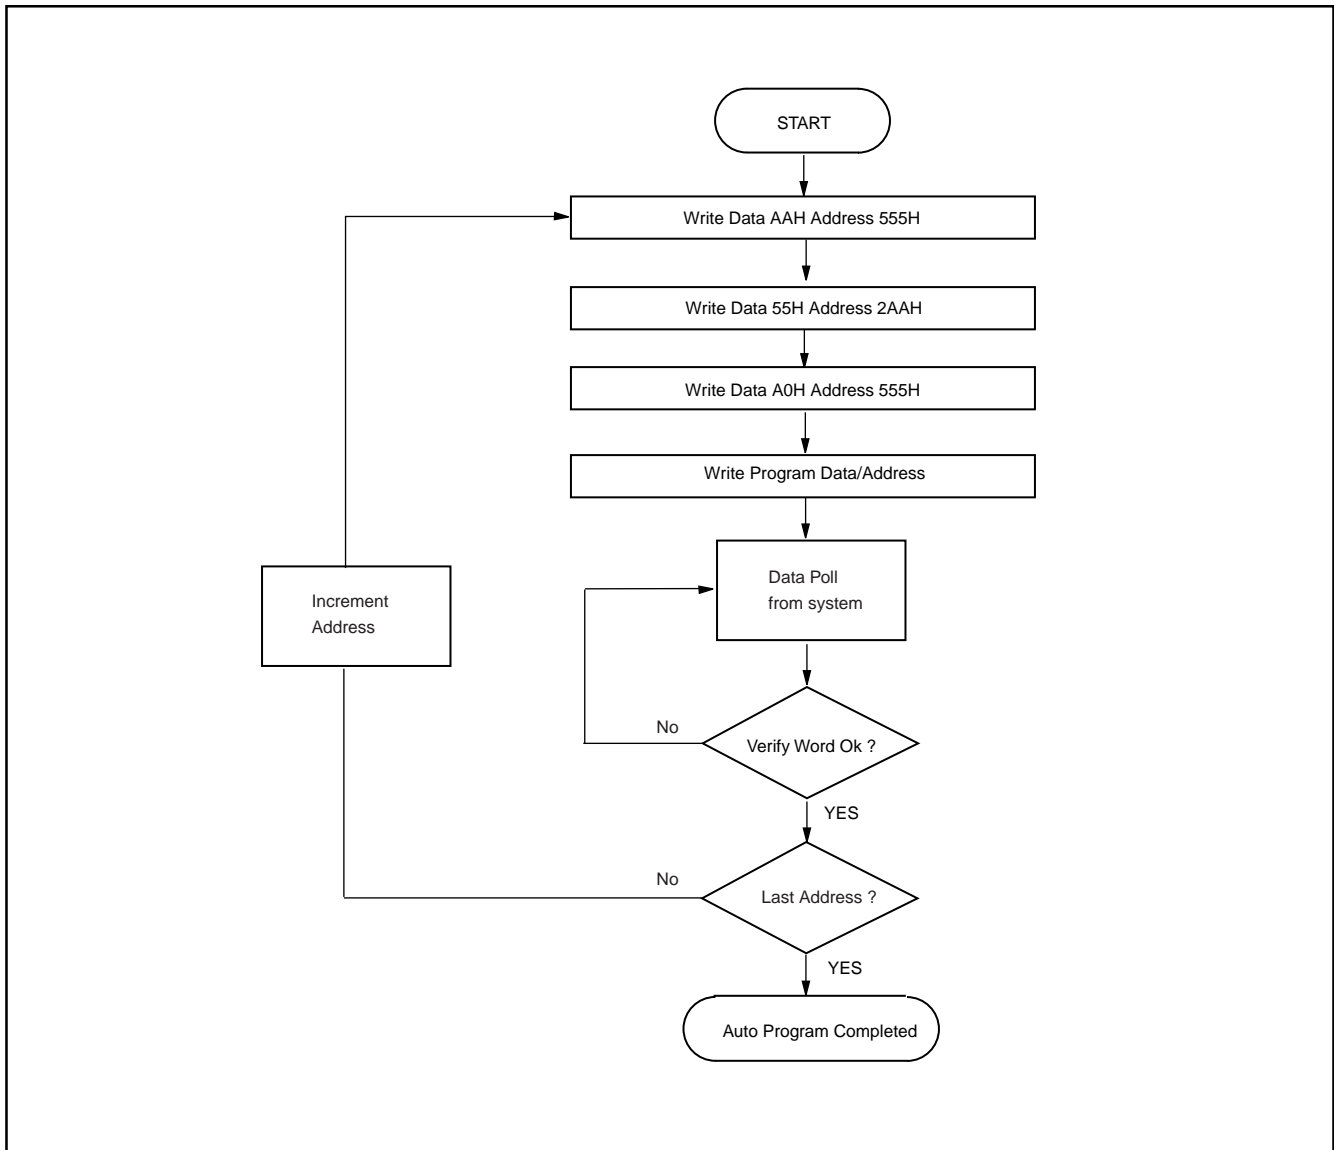 START
Write Data AAH Address 555H
Write Data 55H Address 2AAH
Write Data A0H Address 555H
Write Program Data/Address
Data Poll
from system
Increment
Address
No
Verify Word Ok ?
YES
No
Last Address ?
YES
Auto Program Completed